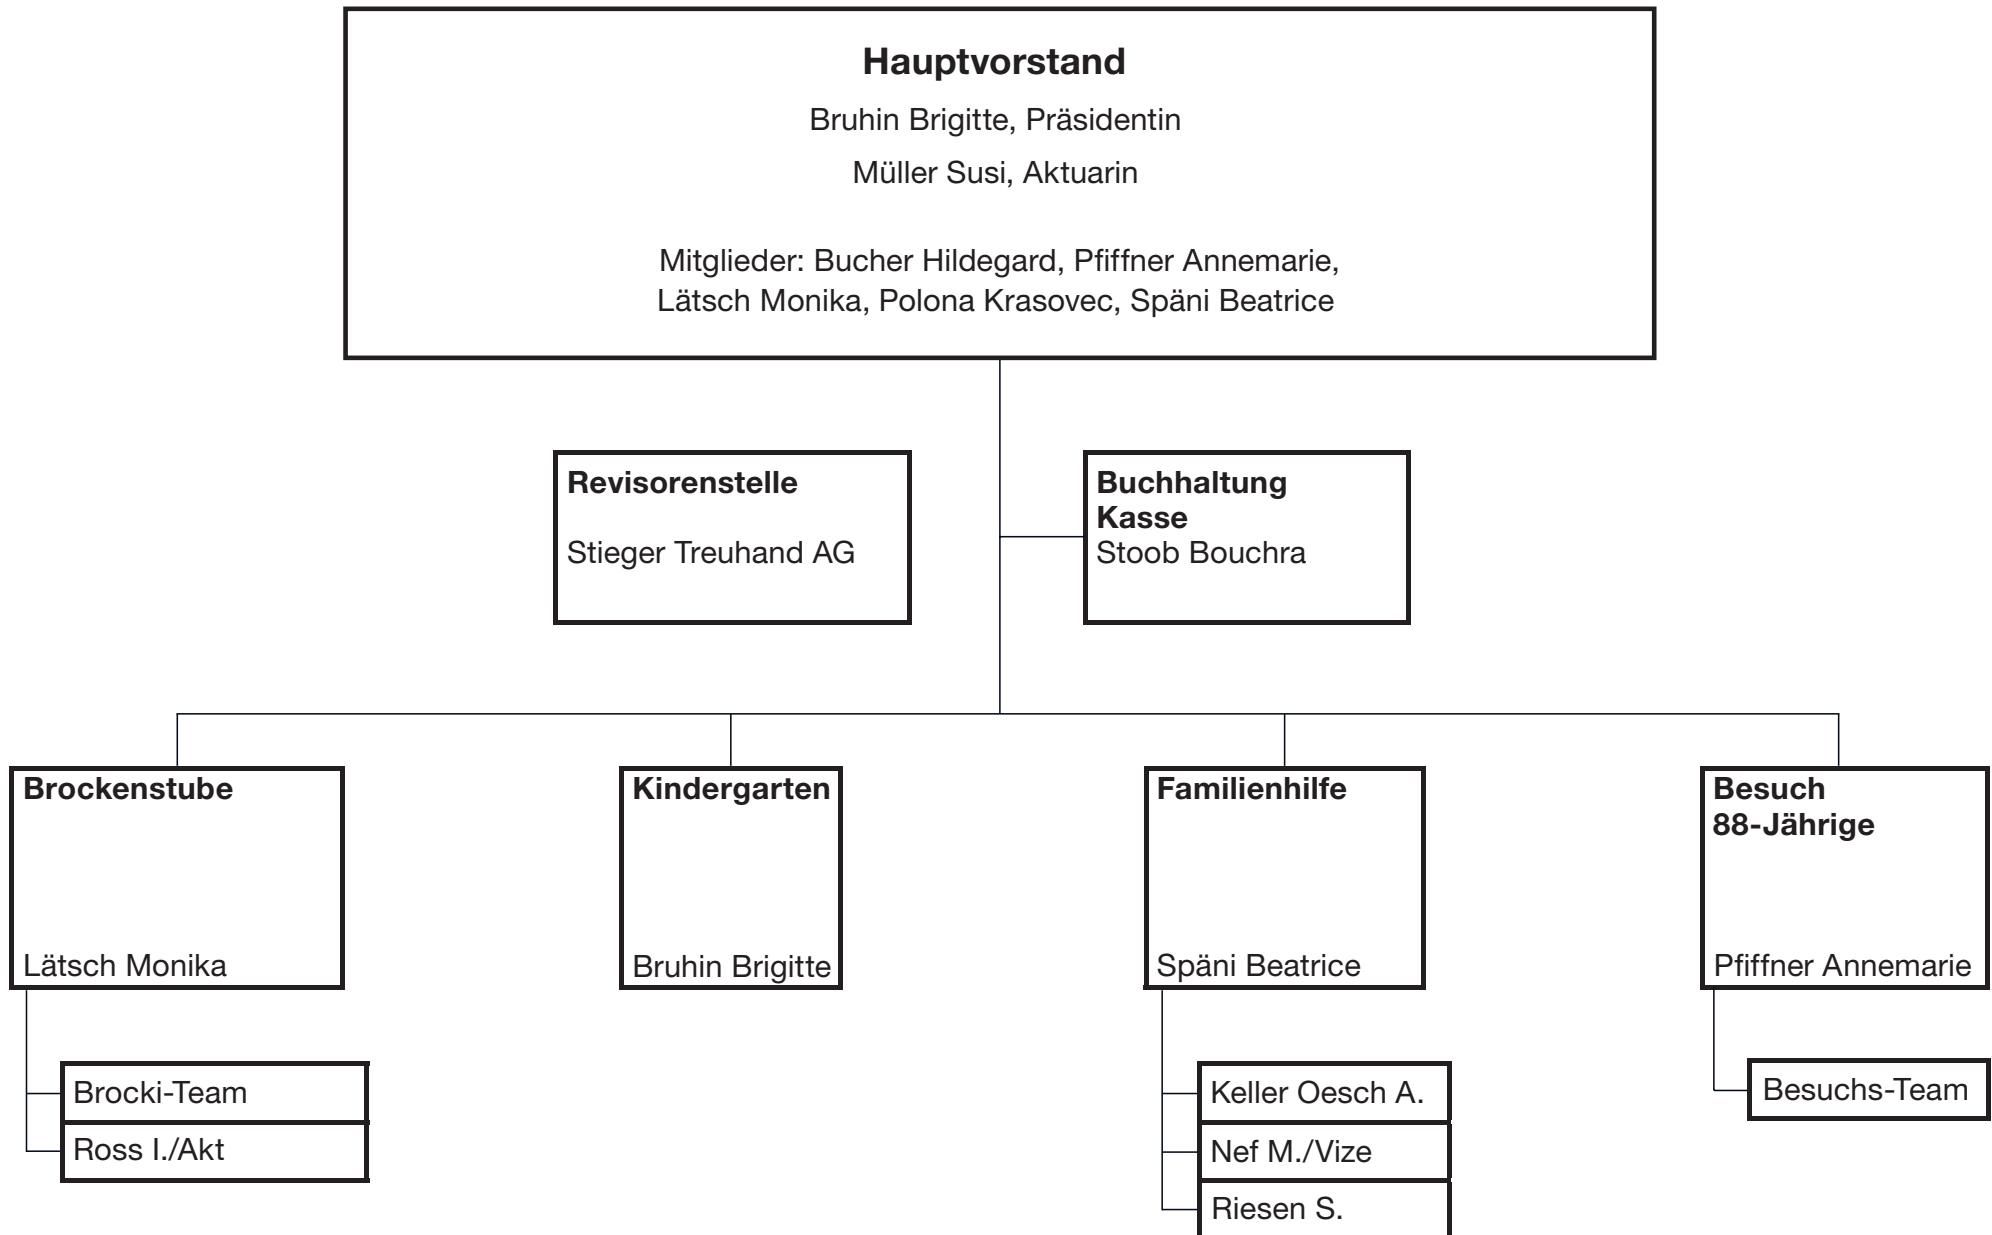 Hauptvorstand
Bruhin Brigitte, Präsidentin
Müller Susi, Aktuarin
Mitglieder: Bucher Hildegard, Pfiffner Annemarie,
Lätsch Monika, Polona Krasovec, Späni Beatrice
Revisorenstelle
Stieger Treuhand AG
Buchhaltung
Kasse
Stoob Bouchra
Brockenstube
Lätsch Monika
Brocki-Team
Ross I./Akt
Kindergarten
Bruhin Brigitte
Familienhilfe
Späni Beatrice
Keller Oesch A.
Nef M./Vize
Riesen S.
Besuch
88-Jährige
Pfiffner Annemarie
Besuchs-Team